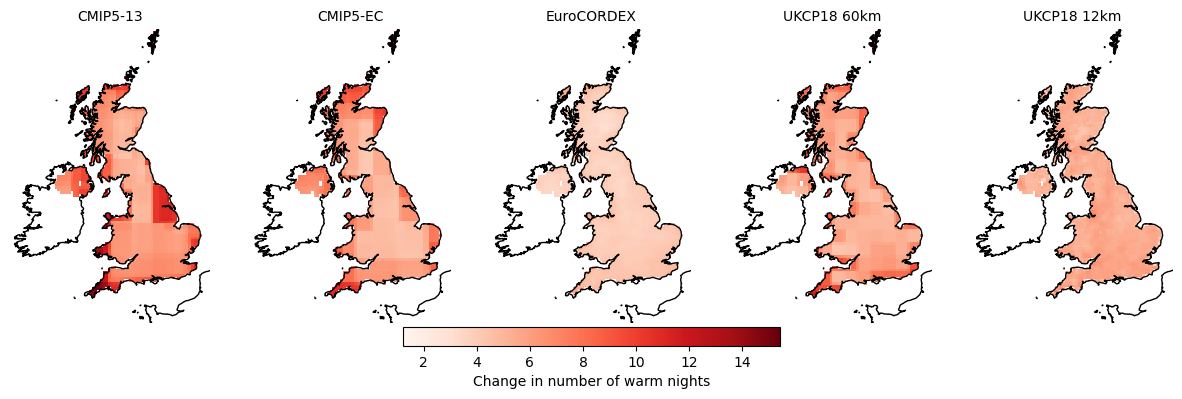 CMIP5-13 CMIP5-EC EuroCORDEX UKCP18 60km UKCP18 12km
2 4 6 8 10 12 14
Change in number of warm nights